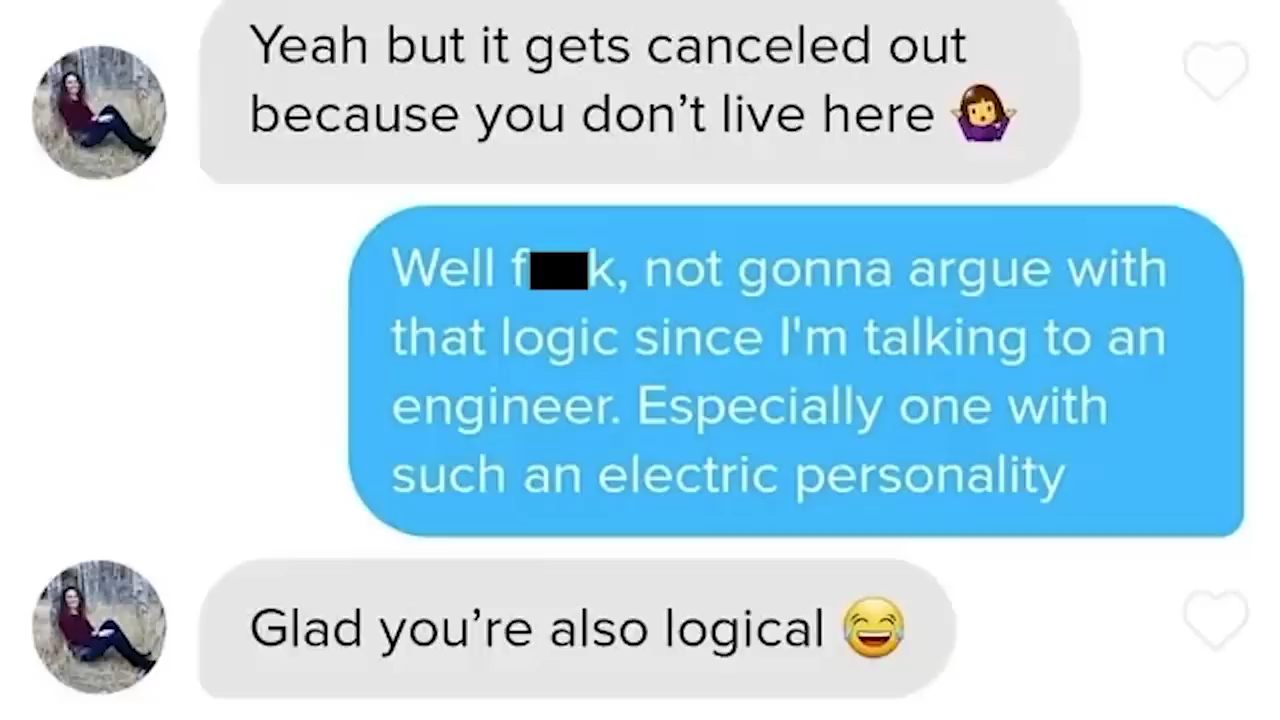 Yeah but it gets canceled out
because you don’t live here 🤷‍♀️
Well f██k, not gonna argue with
that logic since I'm talking to an
engineer. Especially one with
such an electric personality
Glad you’re also logical 😂